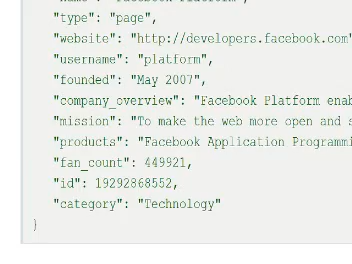 "type": "page",
"website": "http://developers.facebook.com"
"username": "platform",
"founded": "May 2007",
"company_overview": "Facebook Platform enab
"mission": "To make the web more open and s
"products": "Facebook Application Programmi
"fan_count": 449921,
"id": 19292868552,
"category": "Technology"
}